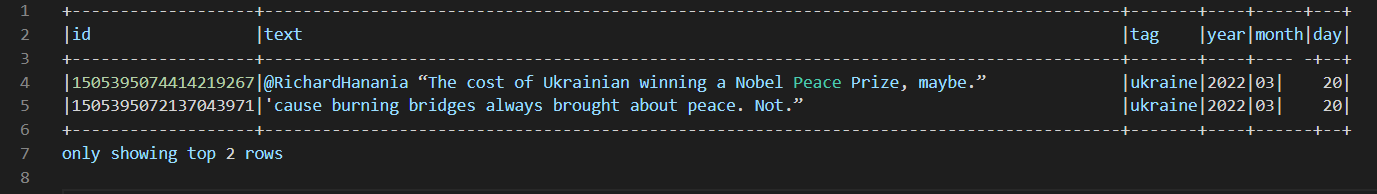 1 +-------------------+-----------------------------------------------------------------------------------------+-------+----+-----+---+
2 |id                 |text                                                                                     |tag    |year|month|day|
3 +-------------------+-----------------------------------------------------------------------------------------+-------+----+---- -+--+
4 |1505395074414219267|@RichardHanania “The cost of Ukrainian winning a Nobel Peace Prize, maybe.”              |ukraine|2022|03|    20|
5 |1505395072137043971|'cause burning bridges always brought about peace. Not.”                                 |ukraine|2022|03|    20|
6 +-------------------+-----------------------------------------------------------------------------------------+-------+----+------+--+
7 only showing top 2 rows
8